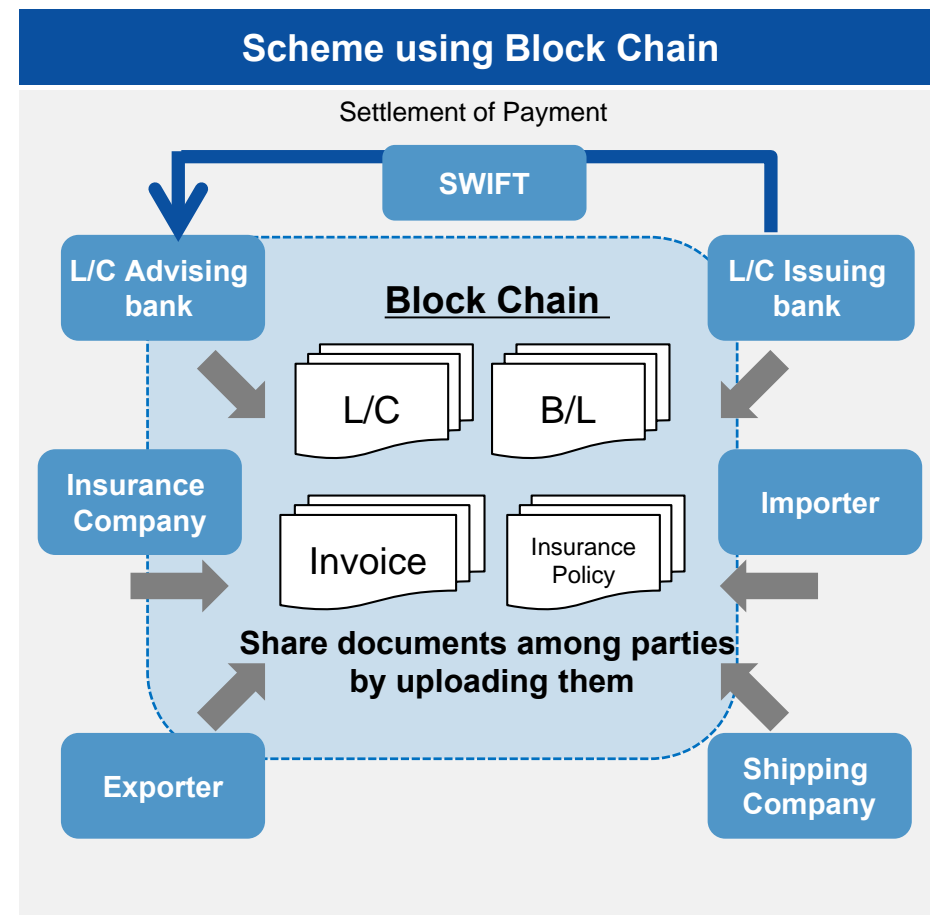 Scheme using Block Chain
Settlement of Payment
SWIFT
L/C Advising
bank
L/C Issuing
bank
Block Chain
L/C
B/L
Insurance
Company
Importer
Invoice
Insurance
Policy
Share documents among parties
by uploading them
Exporter
Shipping
Company